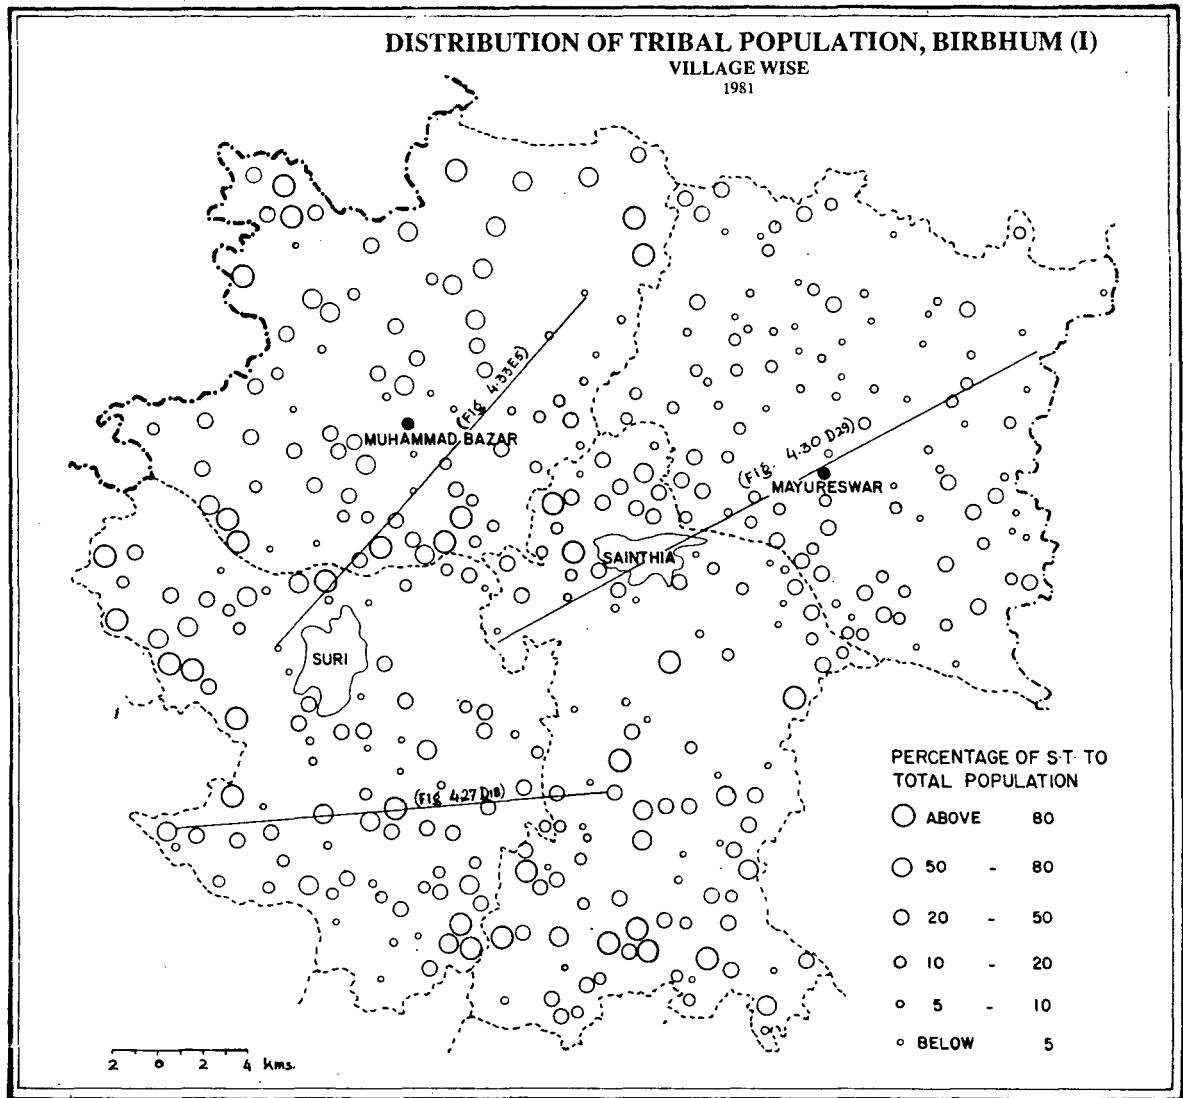 DISTRIBUTION OF TRIBAL POPULATION, BIRBHUM (I)
VILLAGE WISE
1981
(Fig 4·33E5)
MUHAMMAD BAZAR
(Fig. 4·30 D29)
MAYURESWAR
SAINTHIA
SURI
(Fig 4·27 D18)
PERCENTAGE OF S·T· TO
TOTAL POPULATION
ABOVE 80
50 - 80
20 - 50
10 - 20
5 - 10
BELOW 5
2 0 2 4 kms.